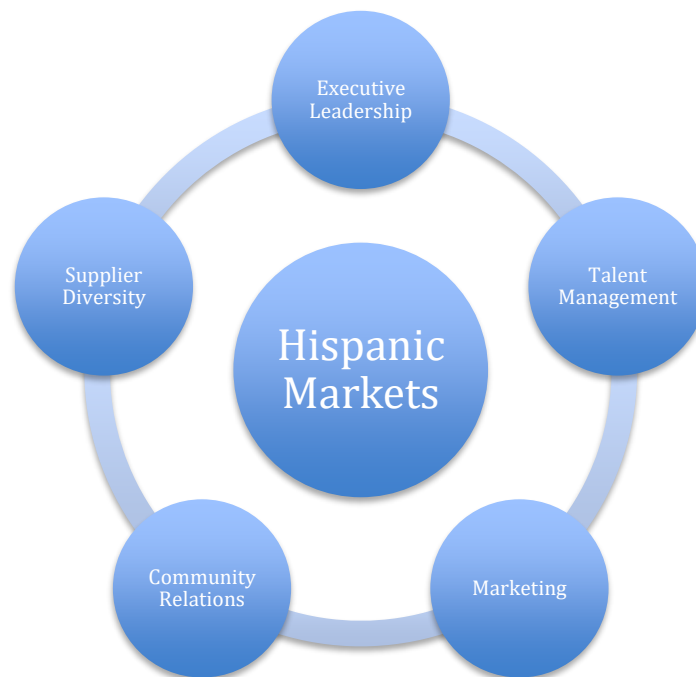 Executive
Leadership
Supplier
Diversity
Talent
Management
Hispanic
Markets
Community
Relations
Marketing